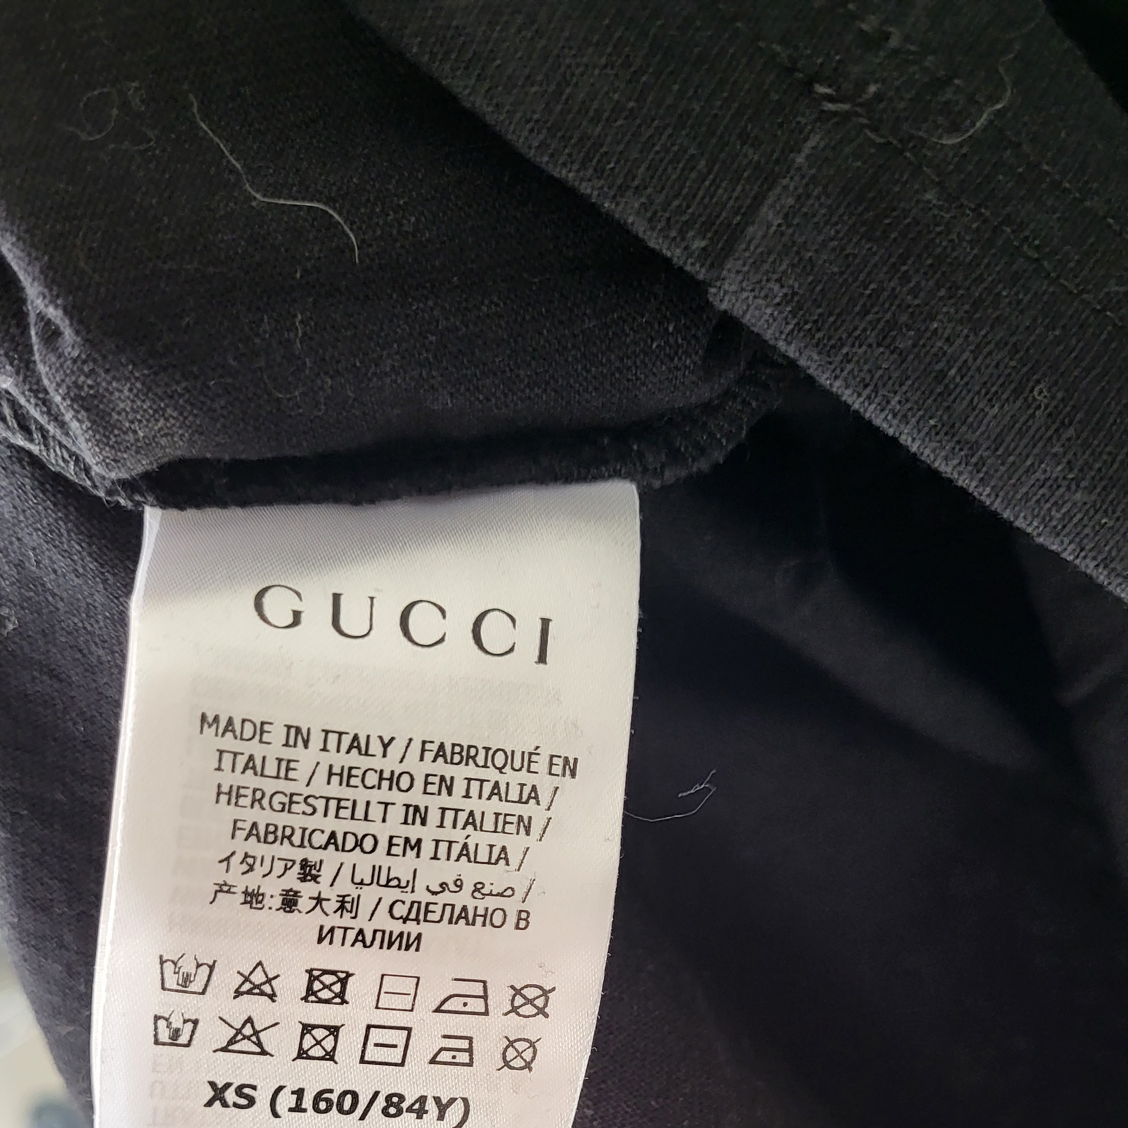 GUCCI
MADE IN ITALY / FABRIQUÉ EN
ITALIE / HECHO EN ITALIA /
HERGESTELLT IN ITALIEN /
FABRICADO EM ITÁLIA /
イタリア製 / صنع في إيطاليا /
产地:意大利 / СДЕЛАНО В
ИТАЛИИ
XS (160/84Y)